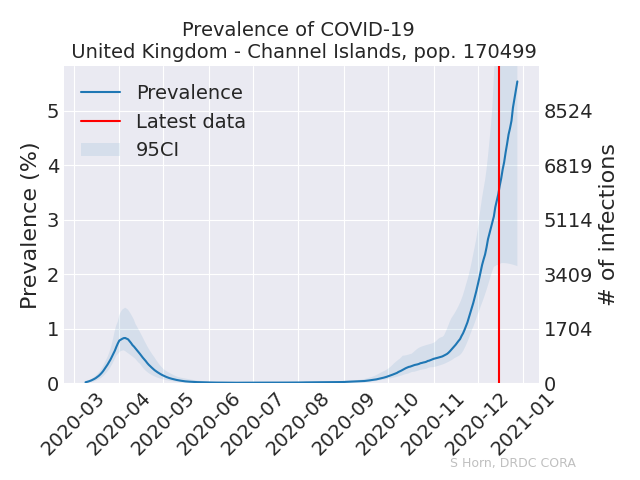 Prevalence of COVID-19
United Kingdom - Channel Islands, pop. 170499
Prevalence
Latest data
95CI
Prevalence (%)
5
4
3
2
1
0
8524
6819
5114
3409
1704
0
# of infections
2020-03
2020-04
2020-05
2020-06
2020-07
2020-08
2020-09
2020-10
2020-11
2020-12
2021-01
S Horn, DRDC CORA